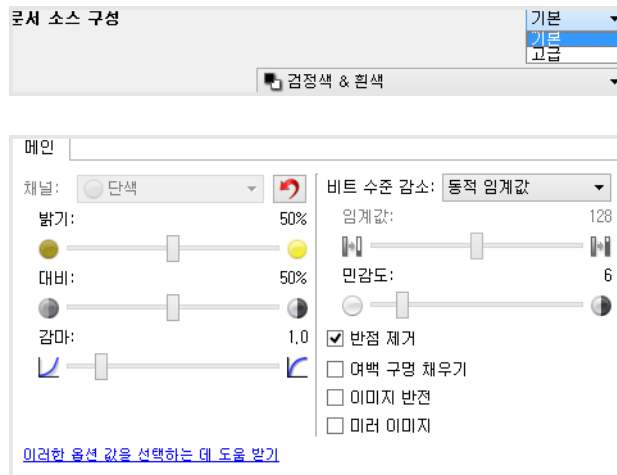 문서 소스 구성
기본
기본
고급
검정색 & 흰색
메인
채널: 단색
밝기: 50%
대비: 50%
감마: 1,0
이러한 옵션 값을 선택하는 데 도움 받기
비트 수준 감소: 동적 임계값
임계값: 128
민감도: 6
반점 제거
여백 구멍 채우기
이미지 반전
미러 이미지